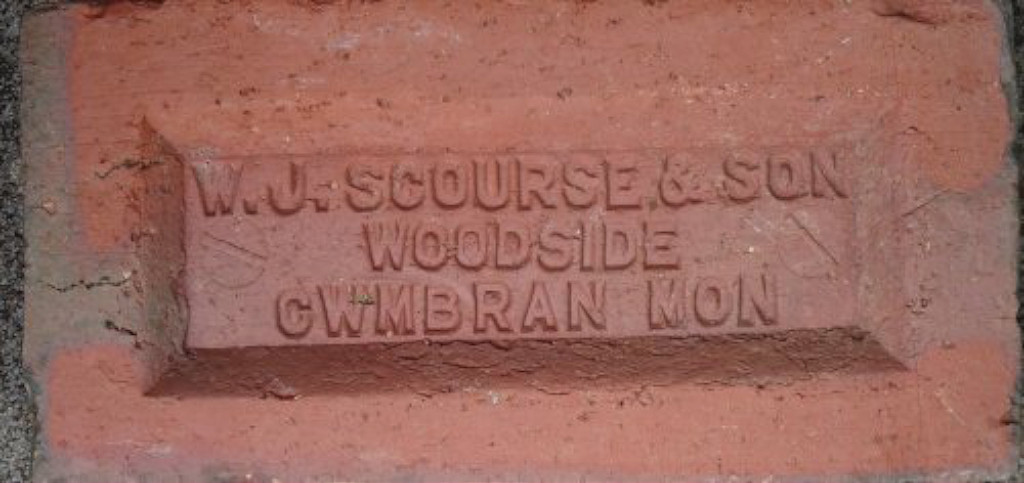 W.J. SCOURSE & SON
WOODSIDE
CWMBRAN MON